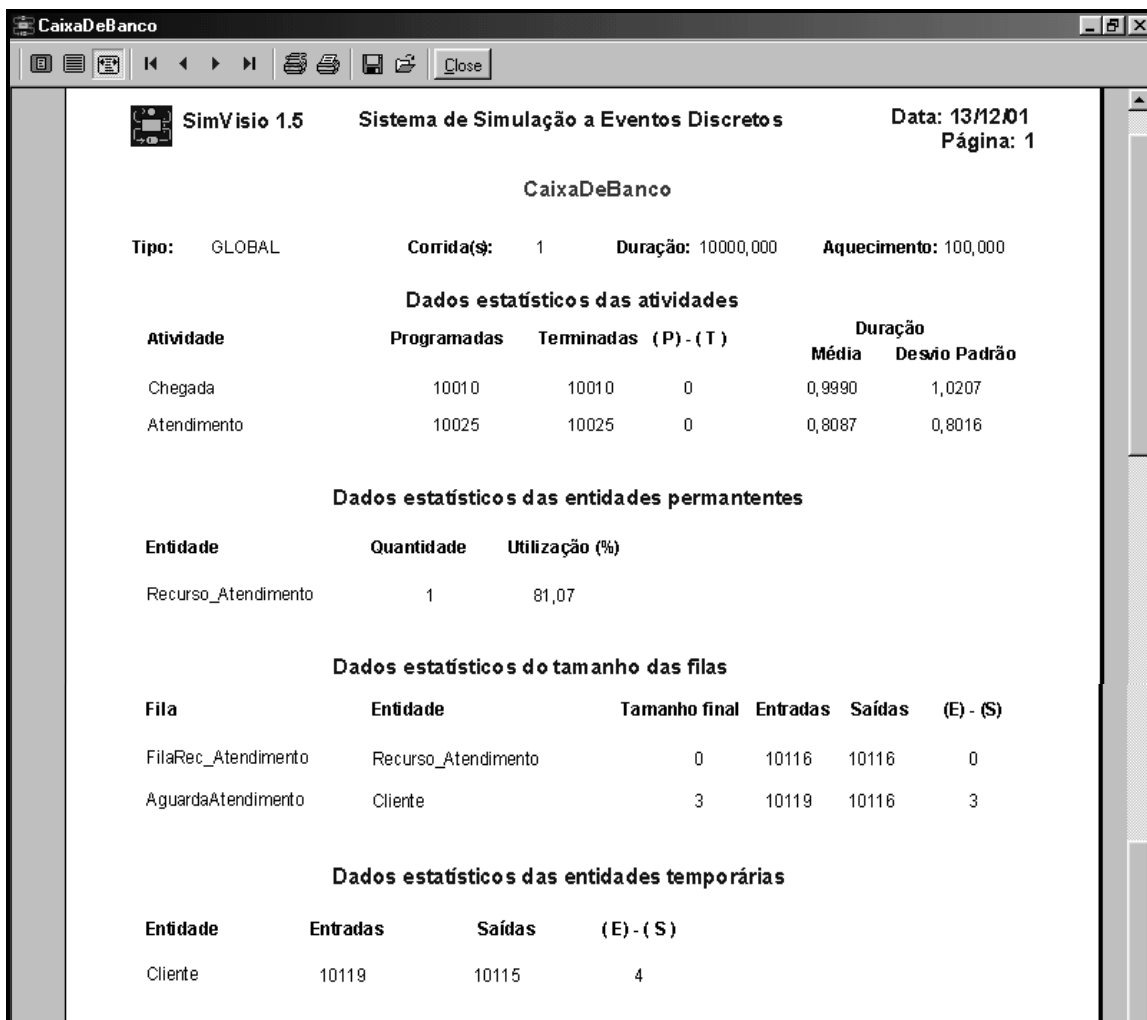 CaixaDeBanco
Close
SimVisio 1.5 Sistema de Simulação a Eventos Discretos Data: 13/12/01
Página: 1
CaixaDeBanco
Tipo: GLOBAL Corrida(s): 1 Duração: 10000,000 Aquecimento: 100,000
Dados estatísticos das atividades
Atividade Programadas Terminadas (P)-(T) Duração
Média Desvio Padrão
Chegada 10010 10010 0 0,9990 1,0207
Atendimento 10025 10025 0 0,8087 0,8016
Dados estatísticos das entidades permantentes
Entidade Quantidade Utilização (%)
Recurso_Atendimento 1 81,07
Dados estatísticos do tamanho das filas
Fila Entidade Tamanho final Entradas Saídas (E) - (S)
FilaRec_Atendimento Recurso_Atendimento 0 10116 10116 0
AguardaAtendimento Cliente 3 10119 10116 3
Dados estatísticos das entidades temporárias
Entidade Entradas Saídas (E)-(S)
Cliente 10119 10115 4